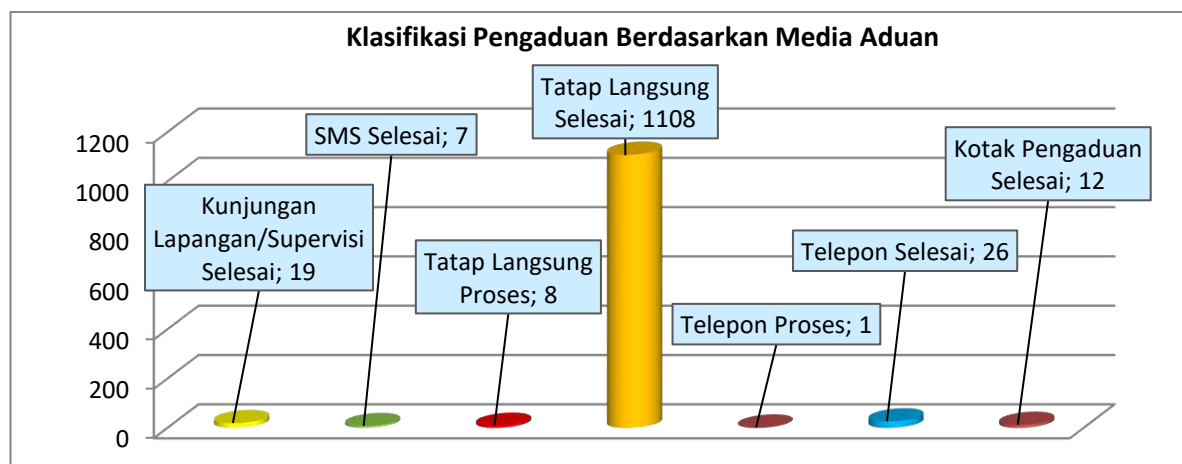 Klasifikasi Pengaduan Berdasarkan Media Aduan
1200
1000
800
600
400
200
0
Kunjungan
Lapangan/Supervisi
Selesai; 19
SMS Selesai; 7
Tatap Langsung
Proses; 8
Tatap Langsung
Selesai; 1108
Telepon Proses; 1
Telepon Selesai; 26
Kotak Pengaduan
Selesai; 12